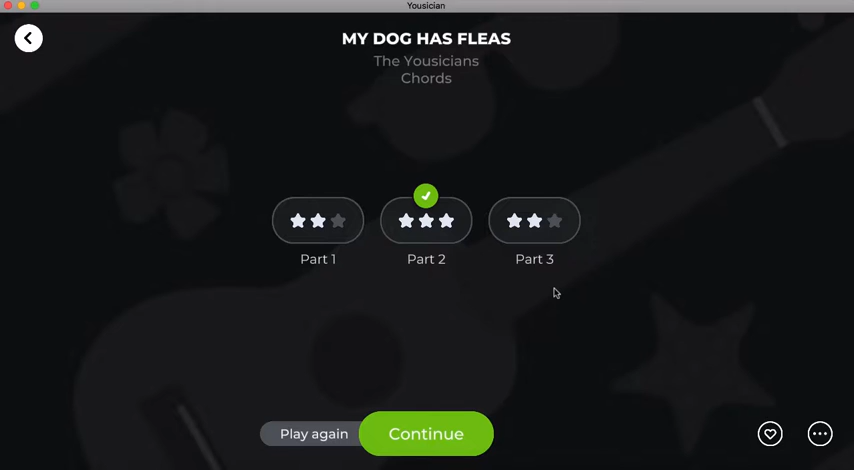 Yousician
MY DOG HAS FLEAS
The Yousicians
Chords
Part 1
Part 2
Part 3
Play again
Continue